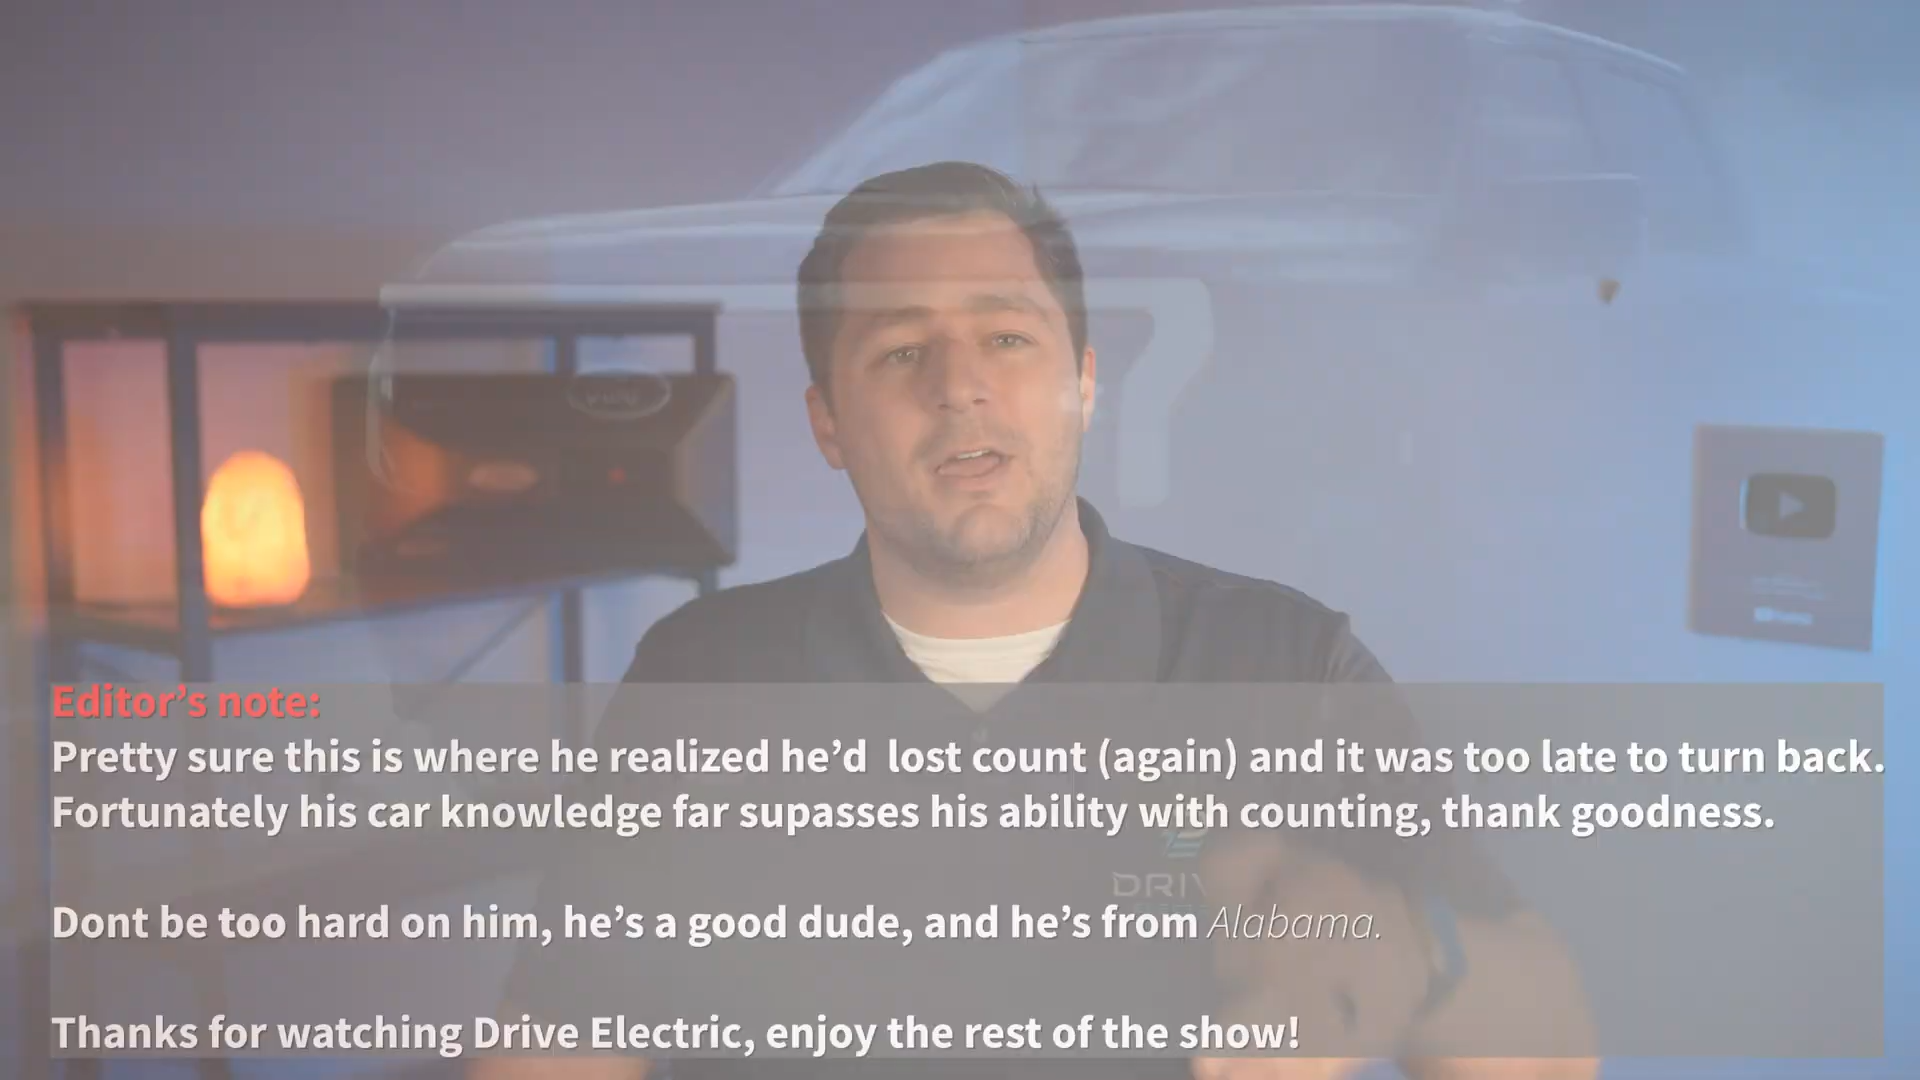 7
Editor’s note:
Pretty sure this is where he realized he’d  lost count (again) and it was too late to turn back.
Fortunately his car knowledge far supasses his ability with counting, thank goodness.
DRIV
Dont be too hard on him, he’s a good dude, and he’s from Alabama.
Thanks for watching Drive Electric, enjoy the rest of the show!